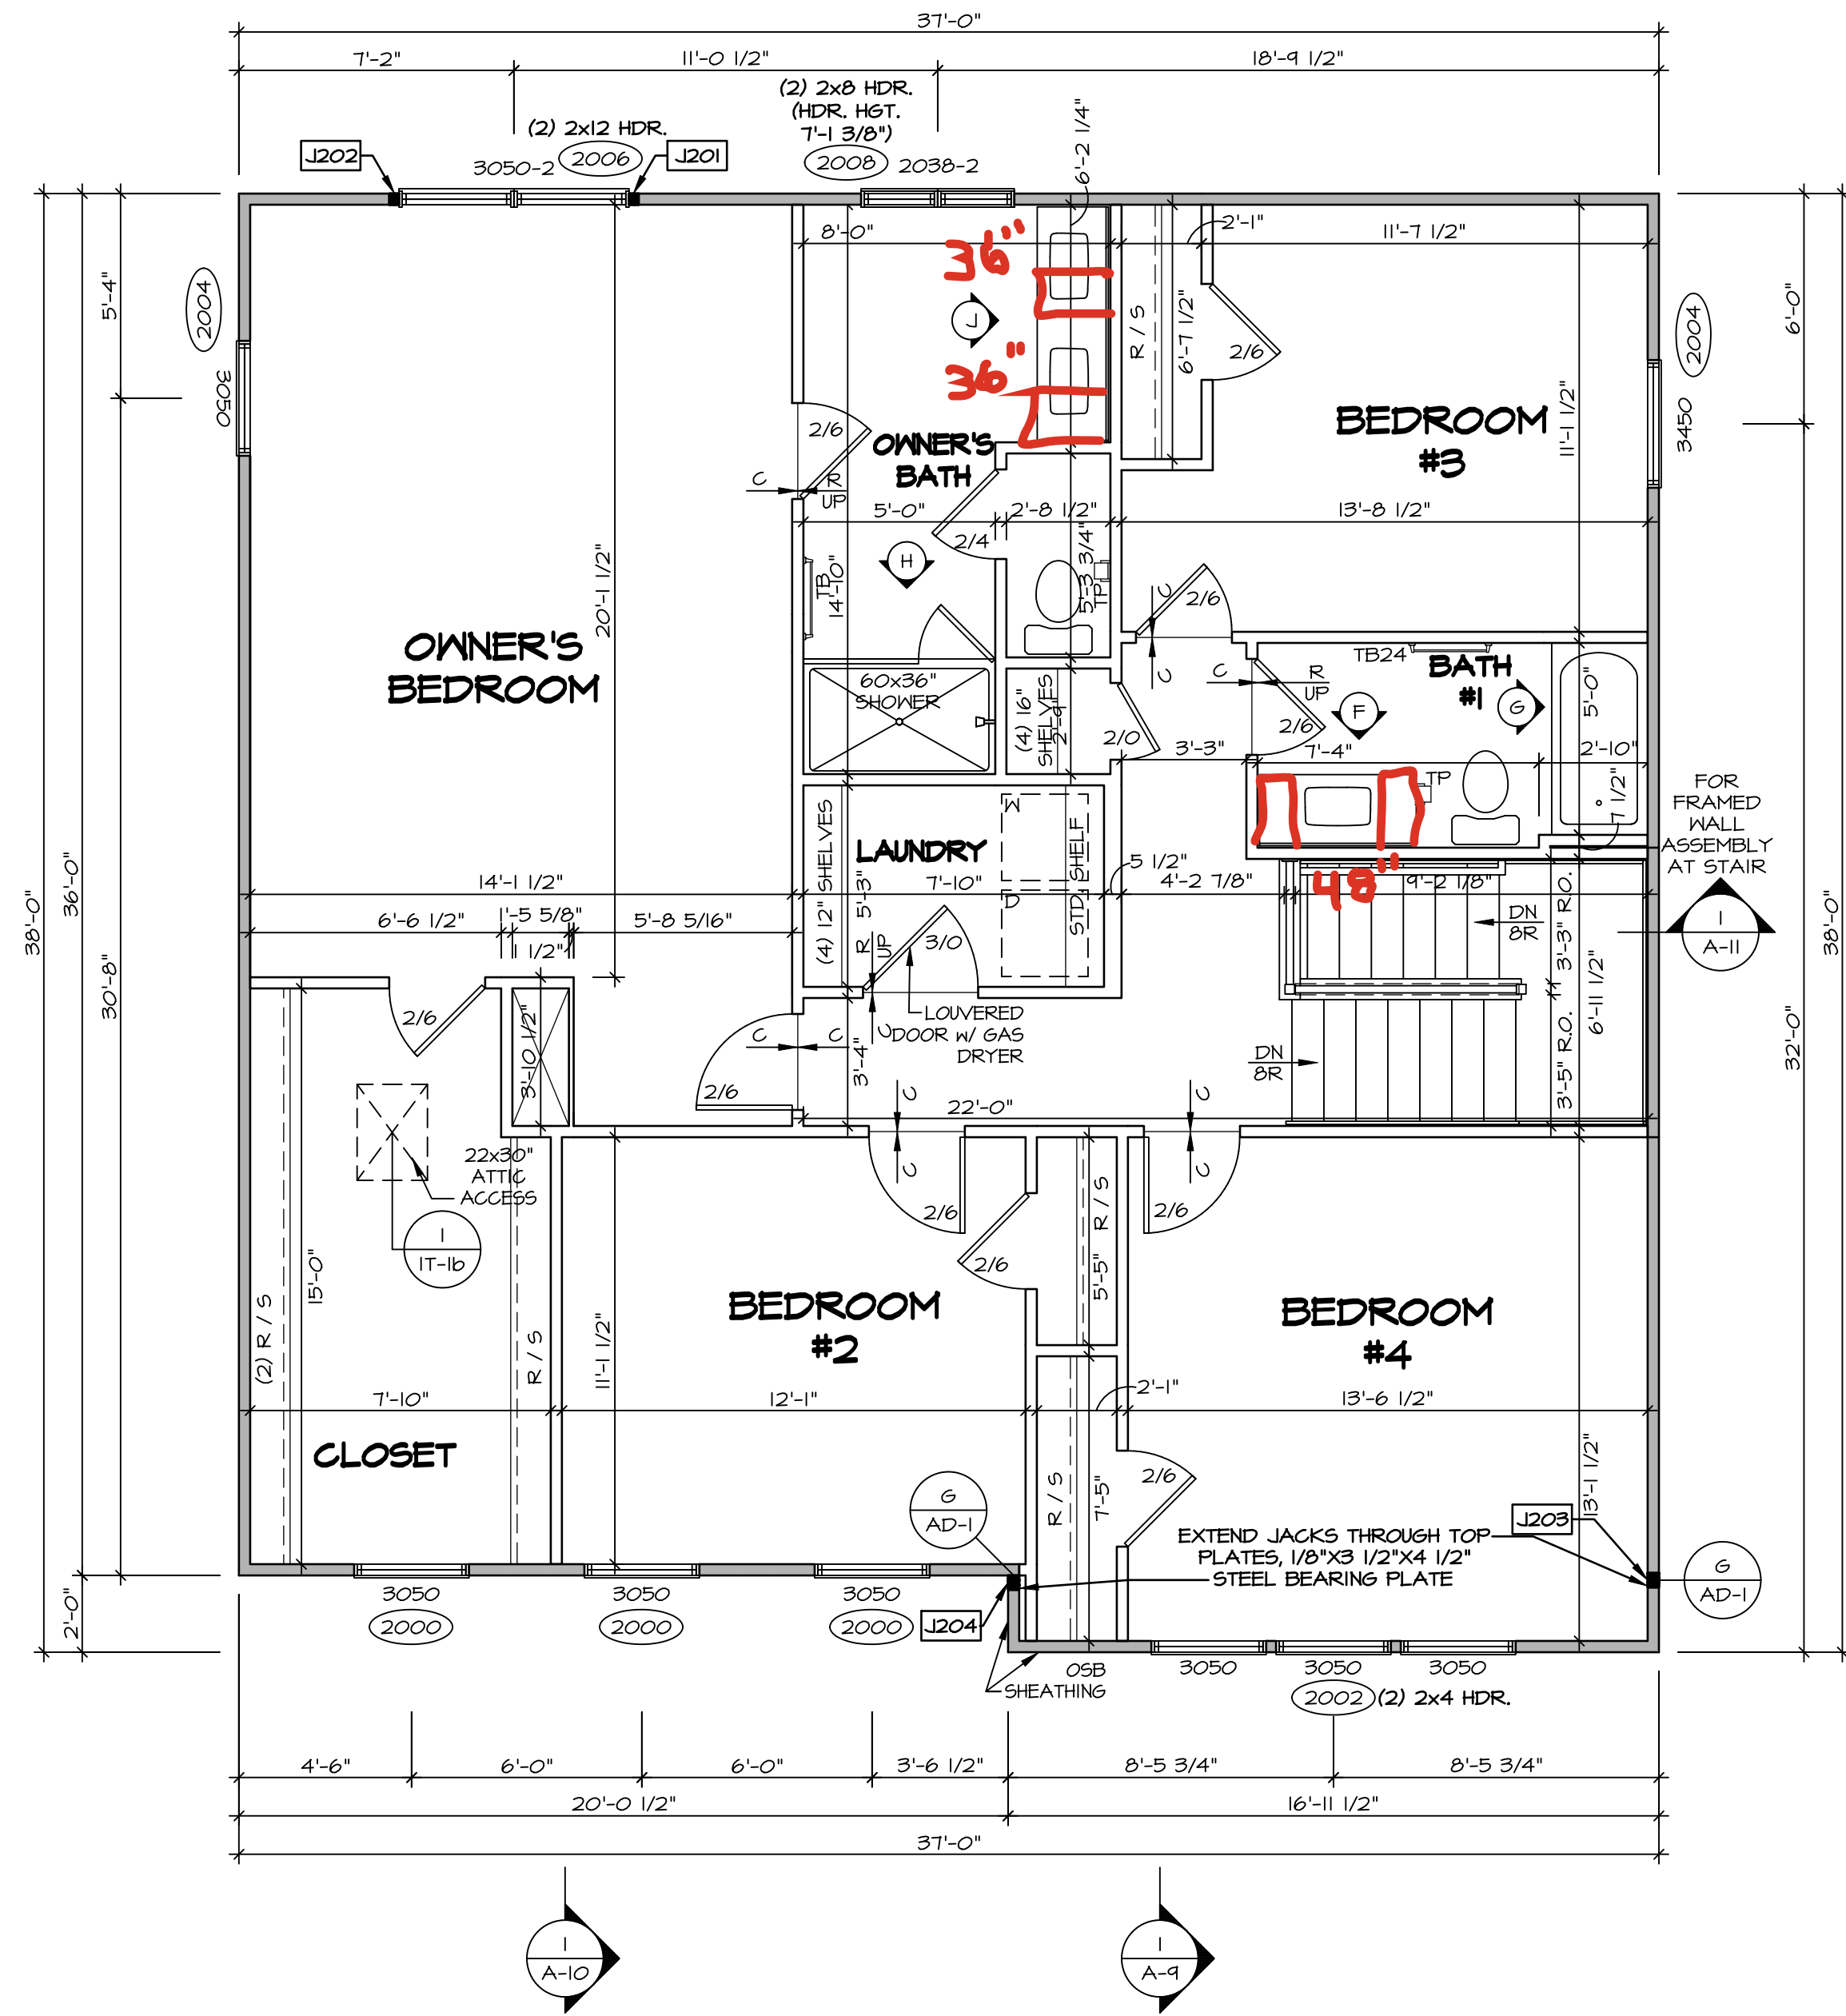 37'-0"
7'-2"
11'-0 1/2"
18'-9 1/2"
(2) 2x8 HDR.
(HDR. HGT.
7'-1 3/8")
(2) 2x12 HDR.
J202
3050-2
2006
J201
2008
2038-2
6'-2 1/4"
8'-0"
36"
2'-1"
11'-7 1/2"
5'-4"
2004
3050
L
R / S
6'-7 1/2"
2/6
36"
2004
3450
6'-0"
2/6
OWNER'S
BATH
BEDROOM
#3
11'-1 1/2"
C
R
UP
5'-0"
2'-8 1/2"
13'-8 1/2"
2/4
H
TB
14'-10"
5'-3 3/4"
TP
20'-1 1/2"
OWNER'S
BEDROOM
C
2/6
C
TB24
BATH
#1
C
R
UP
F
G
5'-0"
60x36"
SHOWER
(4) 16"
SHELVES
2'-9"
2/0
3'-3"
2/6
7'-4"
2'-10"
TP
7 1/2"
FOR
FRAMED
WALL
ASSEMBLY
AT STAIR
1
A-11
(4) 12" SHELVES
LAUNDRY
W
STD. SHELF
D
5'-3"
7'-10"
5 1/2"
4'-2 7/8"
48"
9'-2 1/8"
14'-1 1/2"
6'-6 1/2"
1'-5 5/8"
5'-8 5/16"
1 1/2"
R
UP
3/0
DN
8R
3'-3" R.O.
6'-11 1/2"
38'-0"
36'-0"
30'-8"
38'-0"
32'-0"
2/6
3'-10 1/2"
C
C
C
LOUVERED
DOOR W/ GAS
DRYER
3'-4"
DN
8R
3'-5" R.O.
2/6
C
22'-0"
C
22x30"
ATTIC
ACCESS
C
C
1
1T-1b
2/6
2/6
R / S
2/6
5'-5"
(2) R / S
15'-0"
R / S
11'-1 1/2"
BEDROOM
#2
BEDROOM
#4
7'-10"
12'-1"
2'-1"
13'-6 1/2"
CLOSET
G
AD-1
R / S
7'-5"
2/6
13'-1 1/2"
J203
EXTEND JACKS THROUGH TOP
PLATES, 1/8"X3 1/2"X4 1/2"
STEEL BEARING PLATE
G
AD-1
2'-0"
3050
3050
3050
2000
2000
2000
J204
OSB
SHEATHING
3050
3050
3050
2002
(2) 2x4 HDR.
4'-6"
6'-0"
6'-0"
3'-6 1/2"
8'-5 3/4"
8'-5 3/4"
20'-0 1/2"
16'-11 1/2"
37'-0"
1
A-10
1
A-9